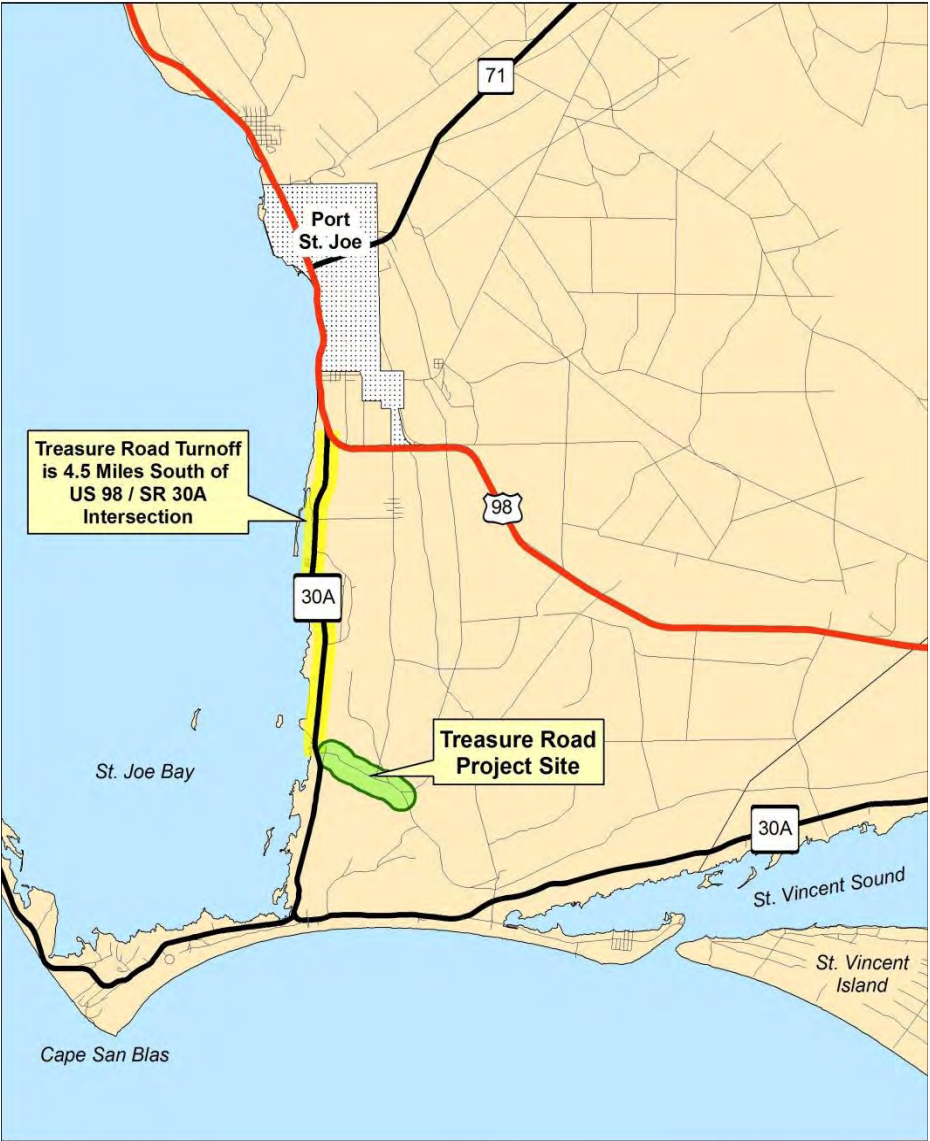 71
Port
St. Joe
Treasure Road Turnoff
is 4.5 Miles South of
US 98 / SR 30A
Intersection
98
30A
Treasure Road
Project Site
St. Joe Bay
30A
St. Vincent Sound
St. Vincent
Island
Cape San Blas